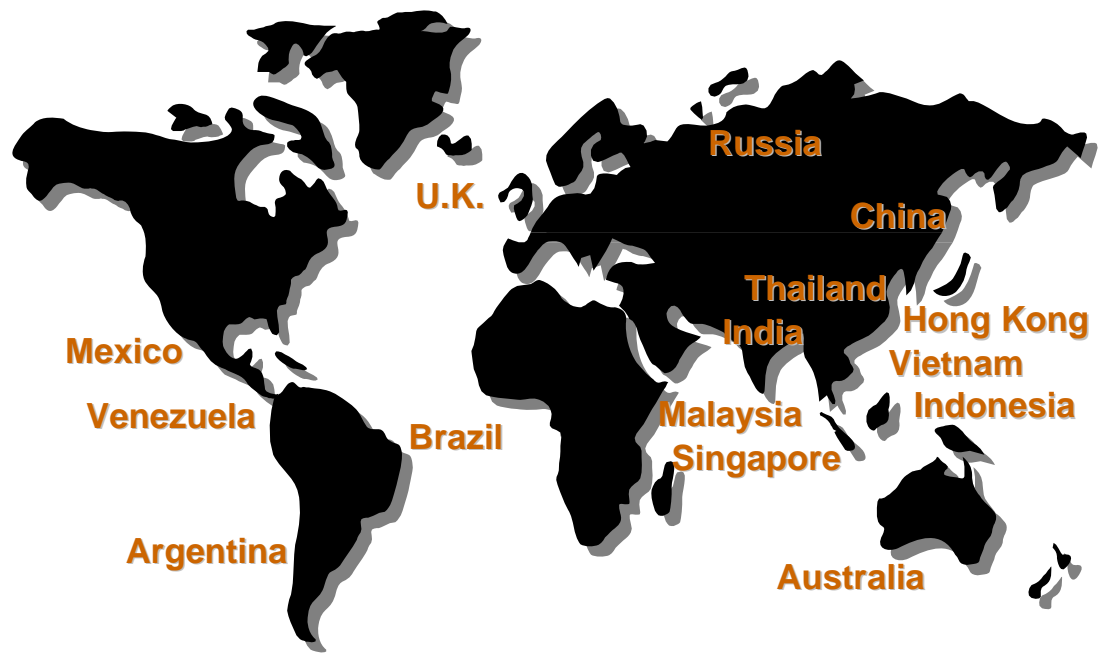 Russia
U.K.
China
Thailand
Hong Kong
India
Mexico
Vietnam
Indonesia
Venezuela
Malaysia
Brazil
Singapore
Argentina
Australia